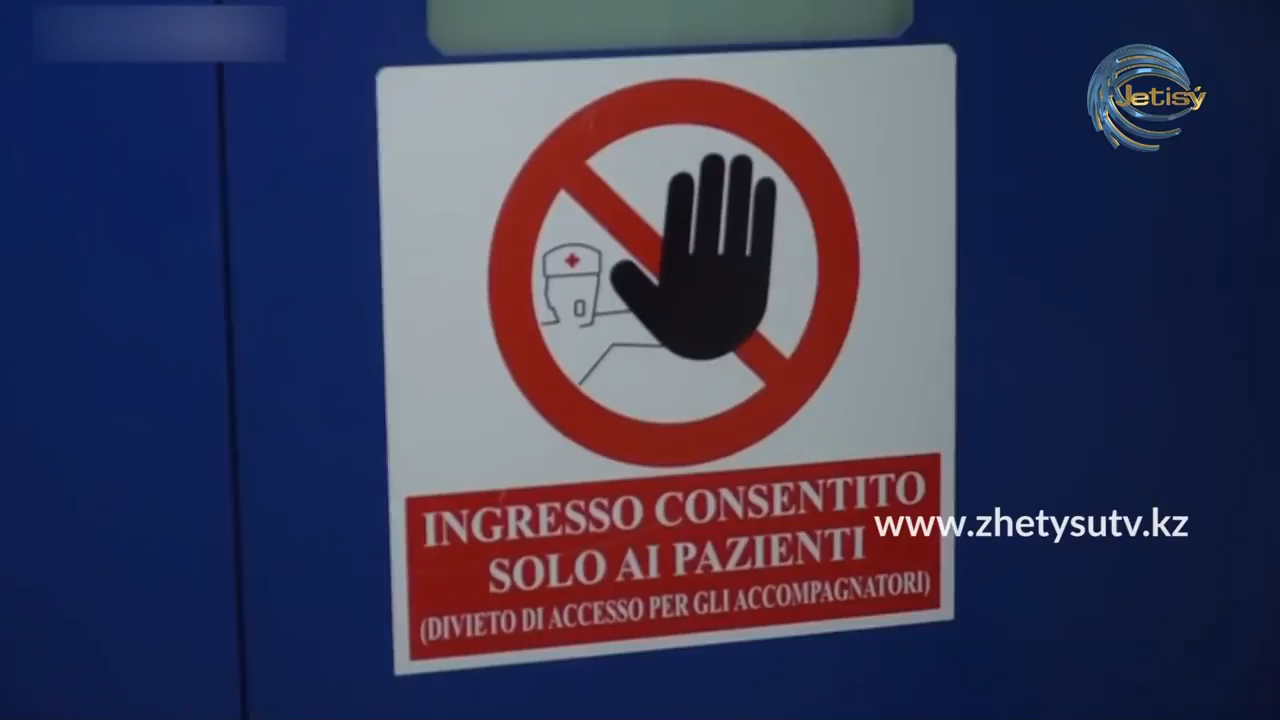 Jetisý
INGRESSO CONSENTITO
SOLO AI PAZIENTI
(DIVIETO DI ACCESSO PER GLI ACCOMPAGNATORI)
www.zhetysutv.kz